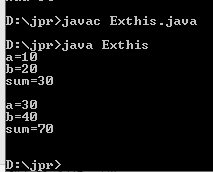 D:\jpr>javac Exthis.java
D:\jpr>java Exthis
a=10
b=20
sum=30
a=30
b=40
sum=70
D:\jpr>